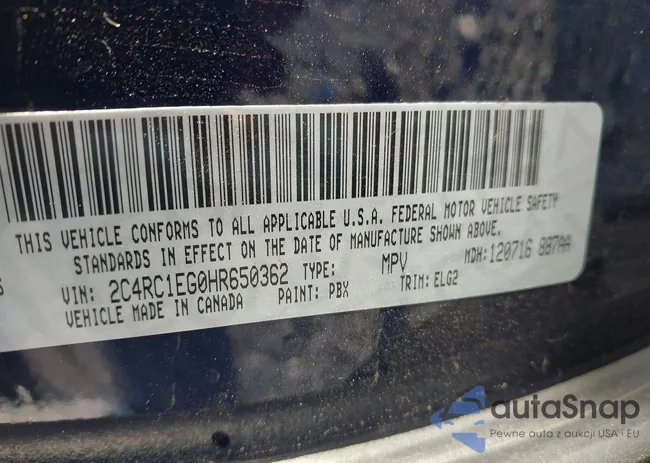 THIS VEHICLE CONFORMS TO ALL APPLICABLE U.S.A. FEDERAL MOTOR VEHICLE SAFETY
STANDARDS IN EFFECT ON THE DATE OF MANUFACTURE SHOWN ABOVE.
VIN: 2C4RC1EG0HR650362 TYPE: MPV MDH: 120716 887AA
VEHICLE MADE IN CANADA PAINT: PBX TRIM: ELG2
autaSnap
Pewne auta z aukcji USA i EU